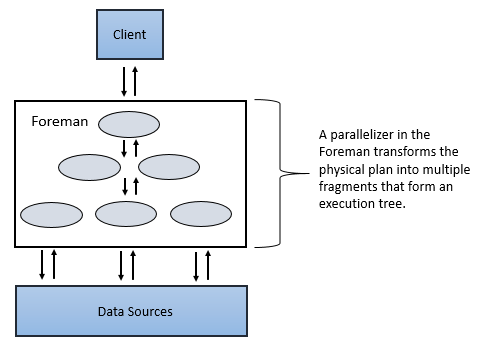 Client
Foreman
A parallelizer in the
Foreman transforms the
physical plan into multiple
fragments that form an
execution tree.
Data Sources